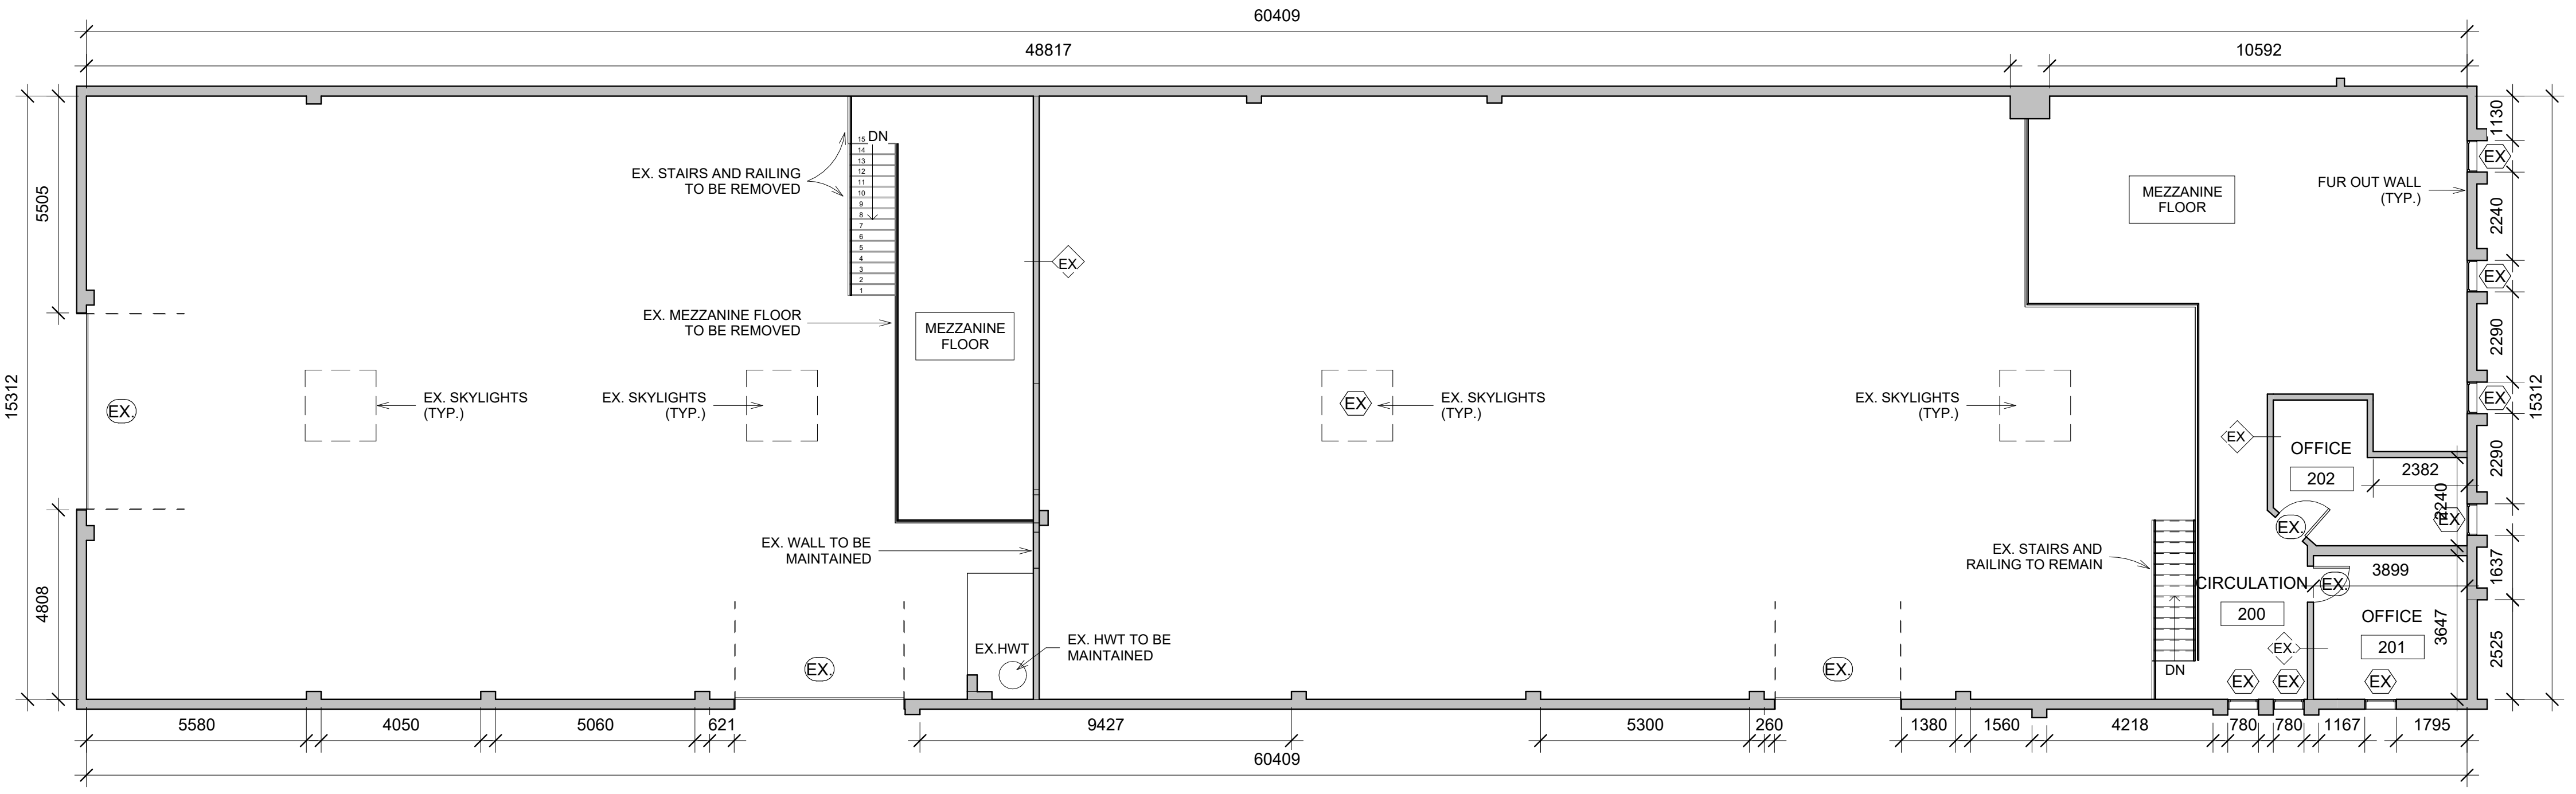 60409
48817
10592
15
DN
14
13
12
11
10
9
8
7
6
5
4
3
2
1
EX. STAIRS AND RAILING
TO BE REMOVED
EX. MEZZANINE FLOOR
TO BE REMOVED
MEZZANINE
FLOOR
EX
MEZZANINE
FLOOR
FUR OUT WALL
(TYP.)
1130
EX
2240
EX
2290
EX
2290
EX
1637
2525
15312
5505
4808
15312
EX.
EX. SKYLIGHTS
(TYP.)
EX. SKYLIGHTS
(TYP.)
EX
EX. SKYLIGHTS
(TYP.)
EX. SKYLIGHTS
(TYP.)
EX
OFFICE
202
2382
2240
EX.
EX. WALL TO BE
MAINTAINED
EX. STAIRS AND
RAILING TO REMAIN
CIRCULATION
200
EX.
3899
OFFICE
201
3647
EX.
EX.HWT
EX. HWT TO BE
MAINTAINED
EX.
EX.
DN
EX
EX
EX
5580
4050
5060
621
9427
5300
260
1380
1560
4218
780
780
1167
1795
60409